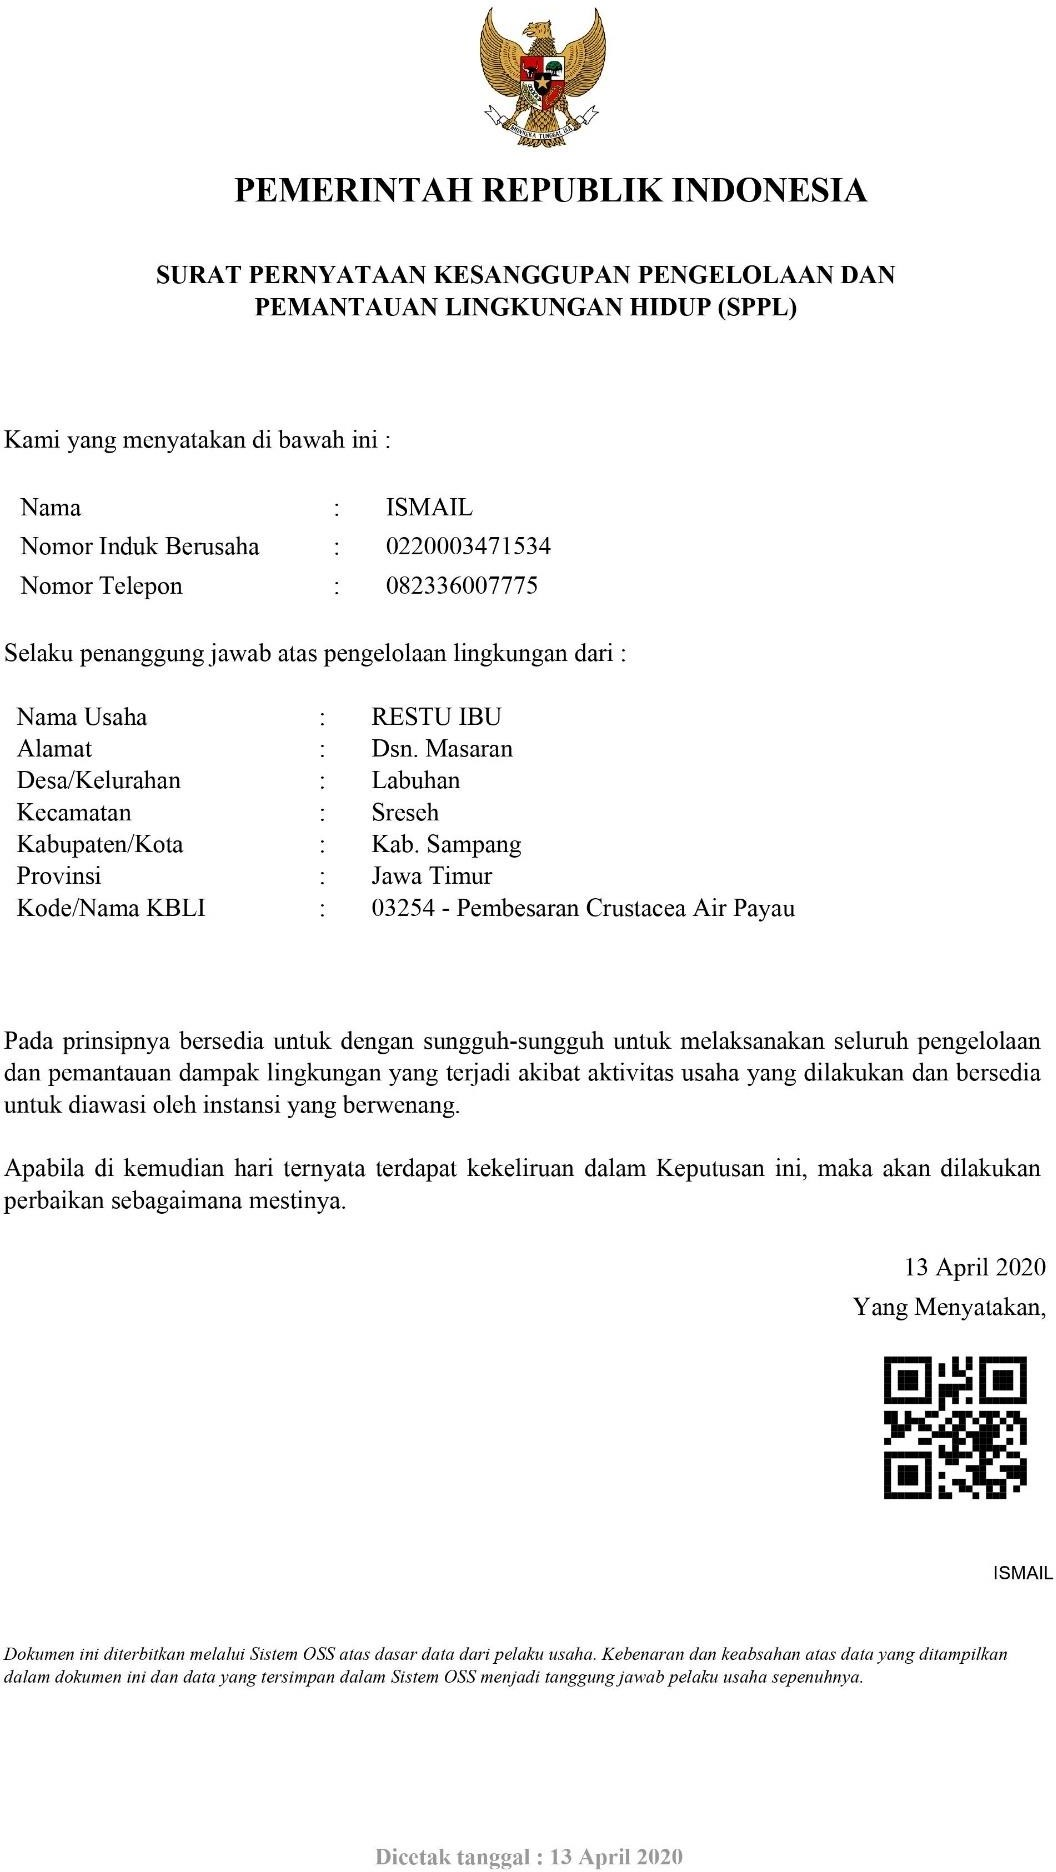 BHINNEKA TUNGGAL IKA
PEMERINTAH REPUBLIK INDONESIA
SURAT PERNYATAAN KESANGGUPAN PENGELOLAAN DAN
PEMANTAUAN LINGKUNGAN HIDUP (SPPL)
Kami yang menyatakan di bawah ini :
Nama : ISMAIL
Nomor Induk Berusaha : 0220003471534
Nomor Telepon : 082336007775
Selaku penanggung jawab atas pengelolaan lingkungan dari :
Nama Usaha : RESTU IBU
Alamat : Dsn. Masaran
Desa/Kelurahan : Labuhan
Kecamatan : Sreseh
Kabupaten/Kota : Kab. Sampang
Provinsi : Jawa Timur
Kode/Nama KBLI : 03254 - Pembesaran Crustacea Air Payau
Pada prinsipnya bersedia untuk dengan sungguh-sungguh untuk melaksanakan seluruh pengelolaan
dan pemantauan dampak lingkungan yang terjadi akibat aktivitas usaha yang dilakukan dan bersedia
untuk diawasi oleh instansi yang berwenang.
Apabila di kemudian hari ternyata terdapat kekeliruan dalam Keputusan ini, maka akan dilakukan
perbaikan sebagaimana mestinya.
13 April 2020
Yang Menyatakan,
ISMAIL
Dokumen ini diterbitkan melalui Sistem OSS atas dasar data dari pelaku usaha. Kebenaran dan keabsahan atas data yang ditampilkan
dalam dokumen ini dan data yang tersimpan dalam Sistem OSS menjadi tanggung jawab pelaku usaha sepenuhnya.
Dicetak tanggal : 13 April 2020